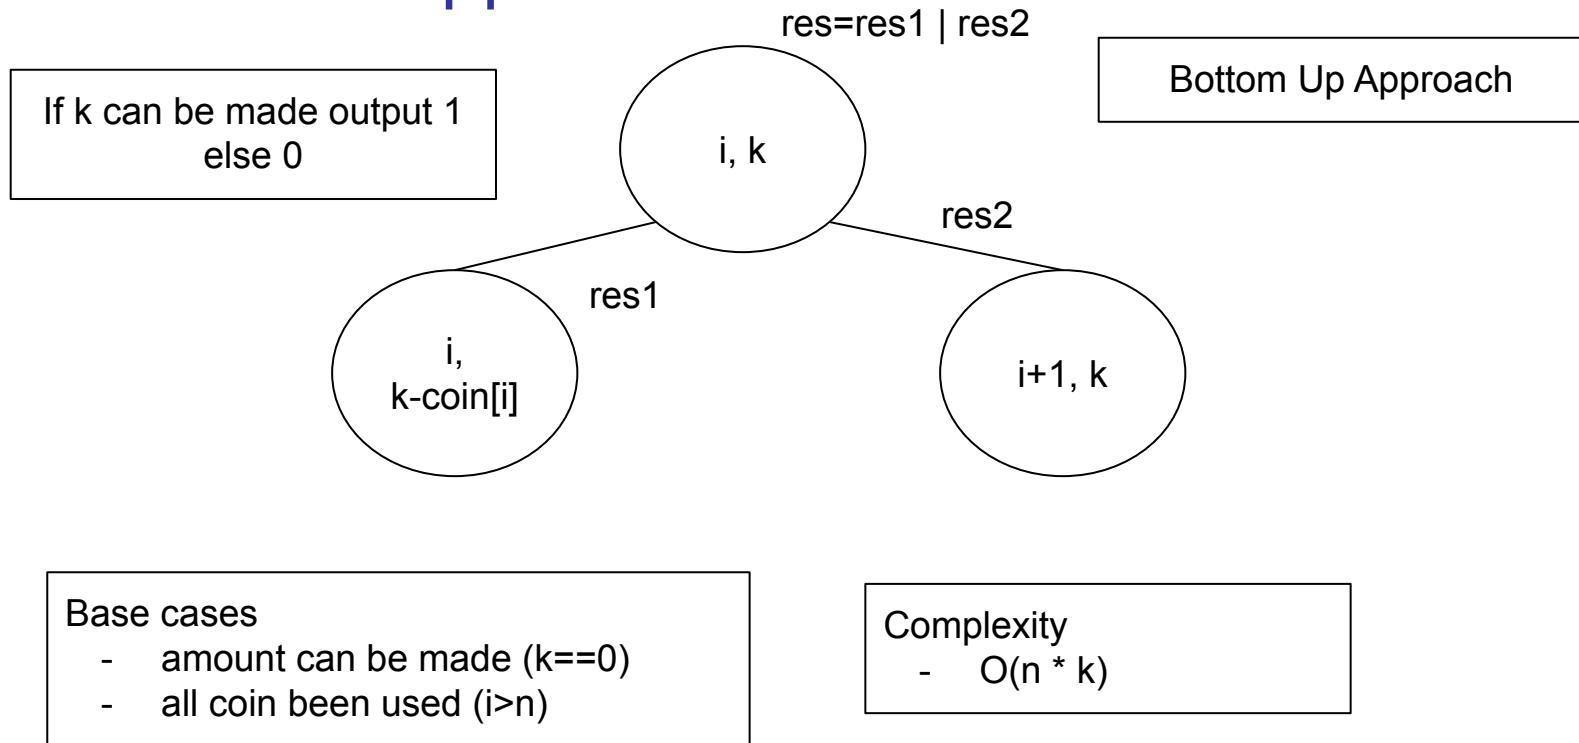 res=res1 | res2
If k can be made output 1
else 0
Bottom Up Approach
i, k
res2
res1
i,
k-coin[i]
i+1, k
Base cases
- amount can be made (k==0)
- all coin been used (i>n)
Complexity
- O(n * k)